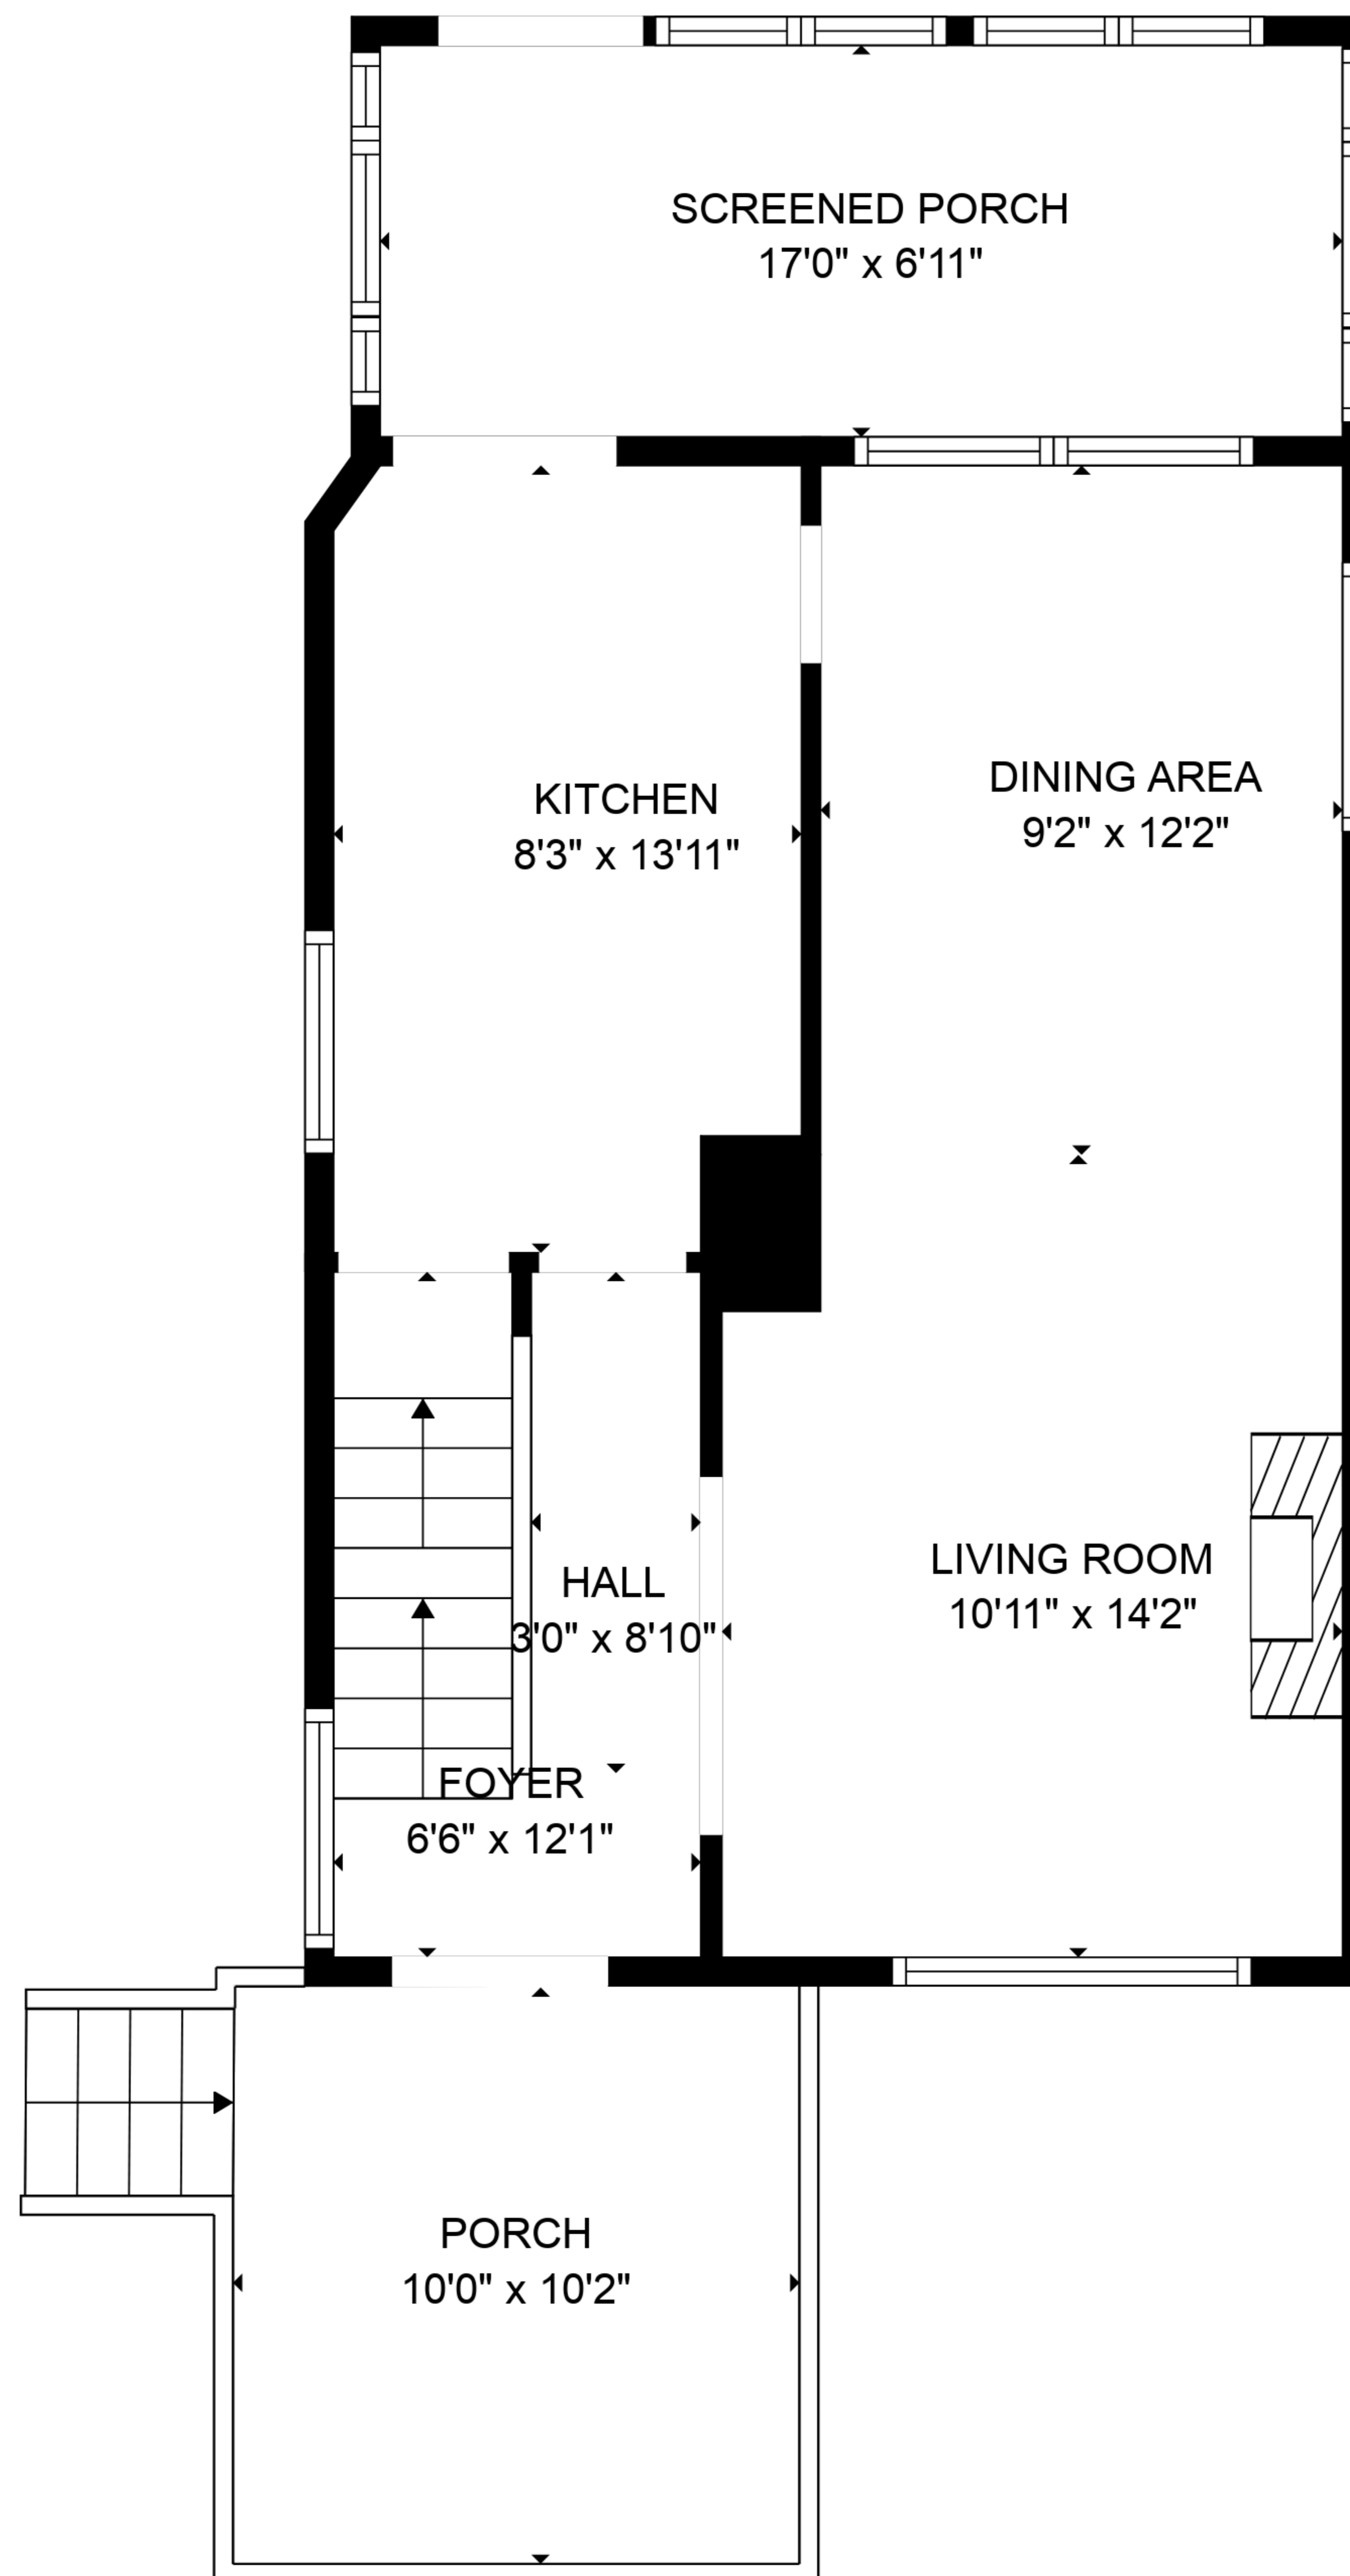 SCREENED PORCH
17'0" x 6'11"
KITCHEN
8'3" x 13'11"
DINING AREA
9'2" x 12'2"
HALL
3'0" x 8'10"
LIVING ROOM
10'11" x 14'2"
FOYER
6'6" x 12'1"
PORCH
10'0" x 10'2"